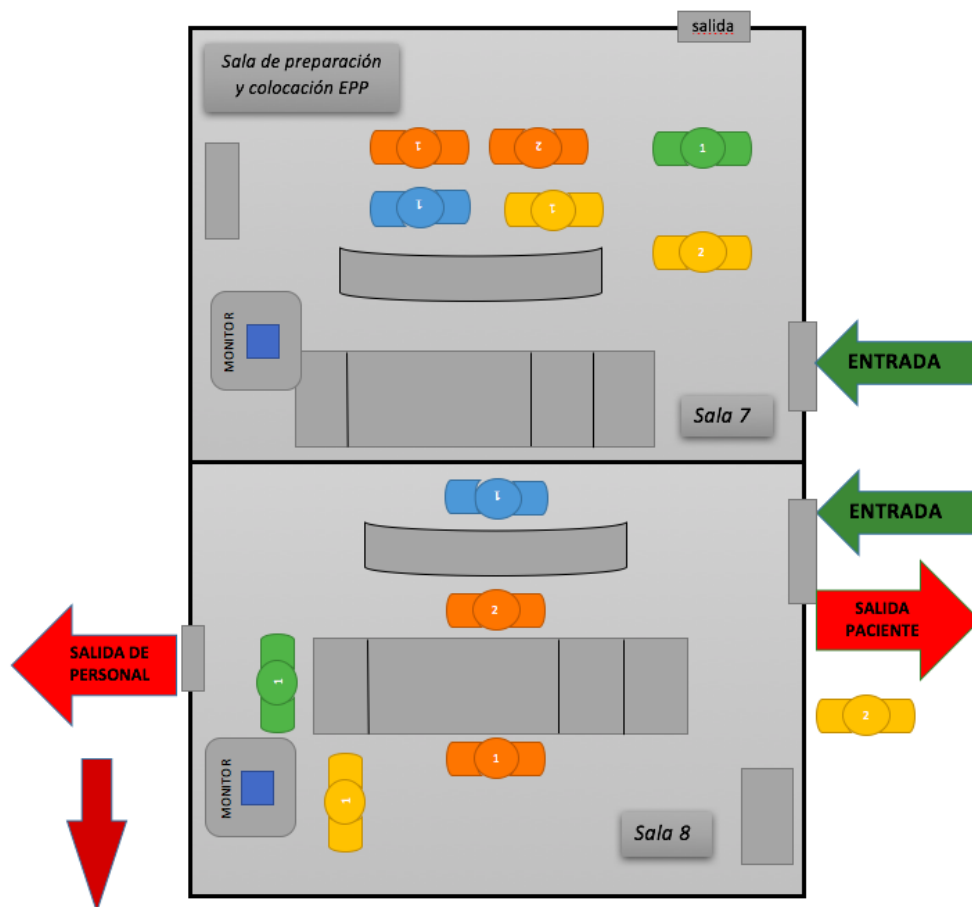 salida
Sala de preparación
y colocación EPP
1
2
1
1
1
2
MONITOR
ENTRADA
Sala 7
1
ENTRADA
2
SALIDA
PACIENTE
SALIDA DE
PERSONAL
1
2
1
MONITOR
1
Sala 8